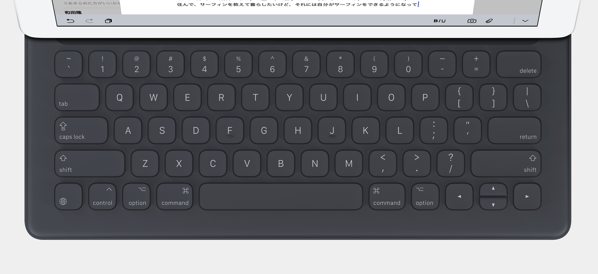 住んで、サーフィンを教えて暮らしたいけど、それには自分がサーフィンをできるようになって
B I U
~ ! @ # $ % ^ & * ( ) — +
` 1 2 3 4 5 6 7 8 9 0 - = delete
tab Q W E R T Y U I O P { [ } ] | \
caps lock A S D F G H J K L : ; " ' return
shift Z X C V B N M < , > . ? / shift
control option command command option